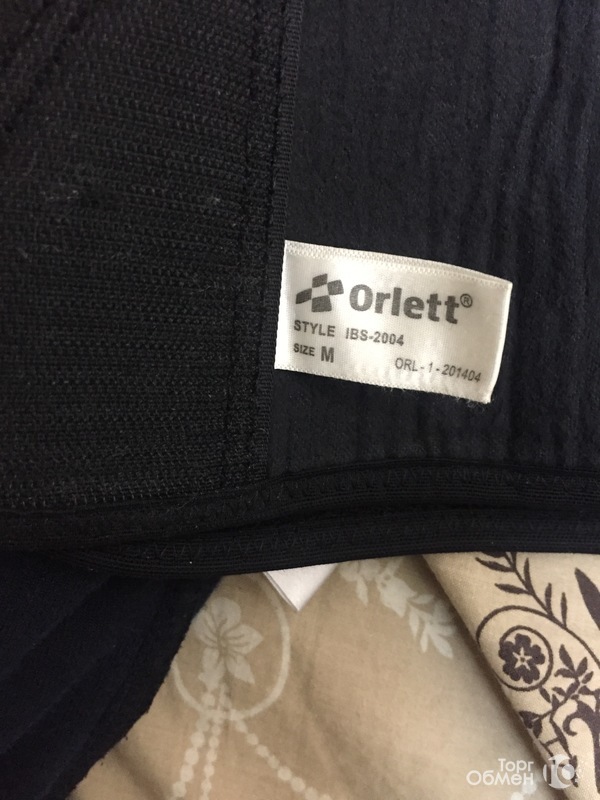 Orlett®
STYLE IBS-2004
SIZE M
ORL-1-201404
Торг
Обмен